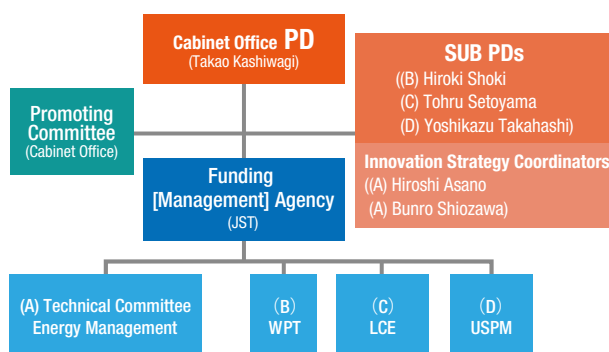 Cabinet Office PD
(Takao Kashiwagi)
SUB PDs
((B) Hiroki Shoki
(C) Tohru Setoyama
(D) Yoshikazu Takahashi)
Promoting
Committee
(Cabinet Office)
Innovation Strategy Coordinators
((A) Hiroshi Asano
(A) Bunro Shiozawa)
Funding
[Management] Agency
(JST)
(A) Technical Committee
Energy Management
(B)
WPT
(C)
LCE
(D)
USPM